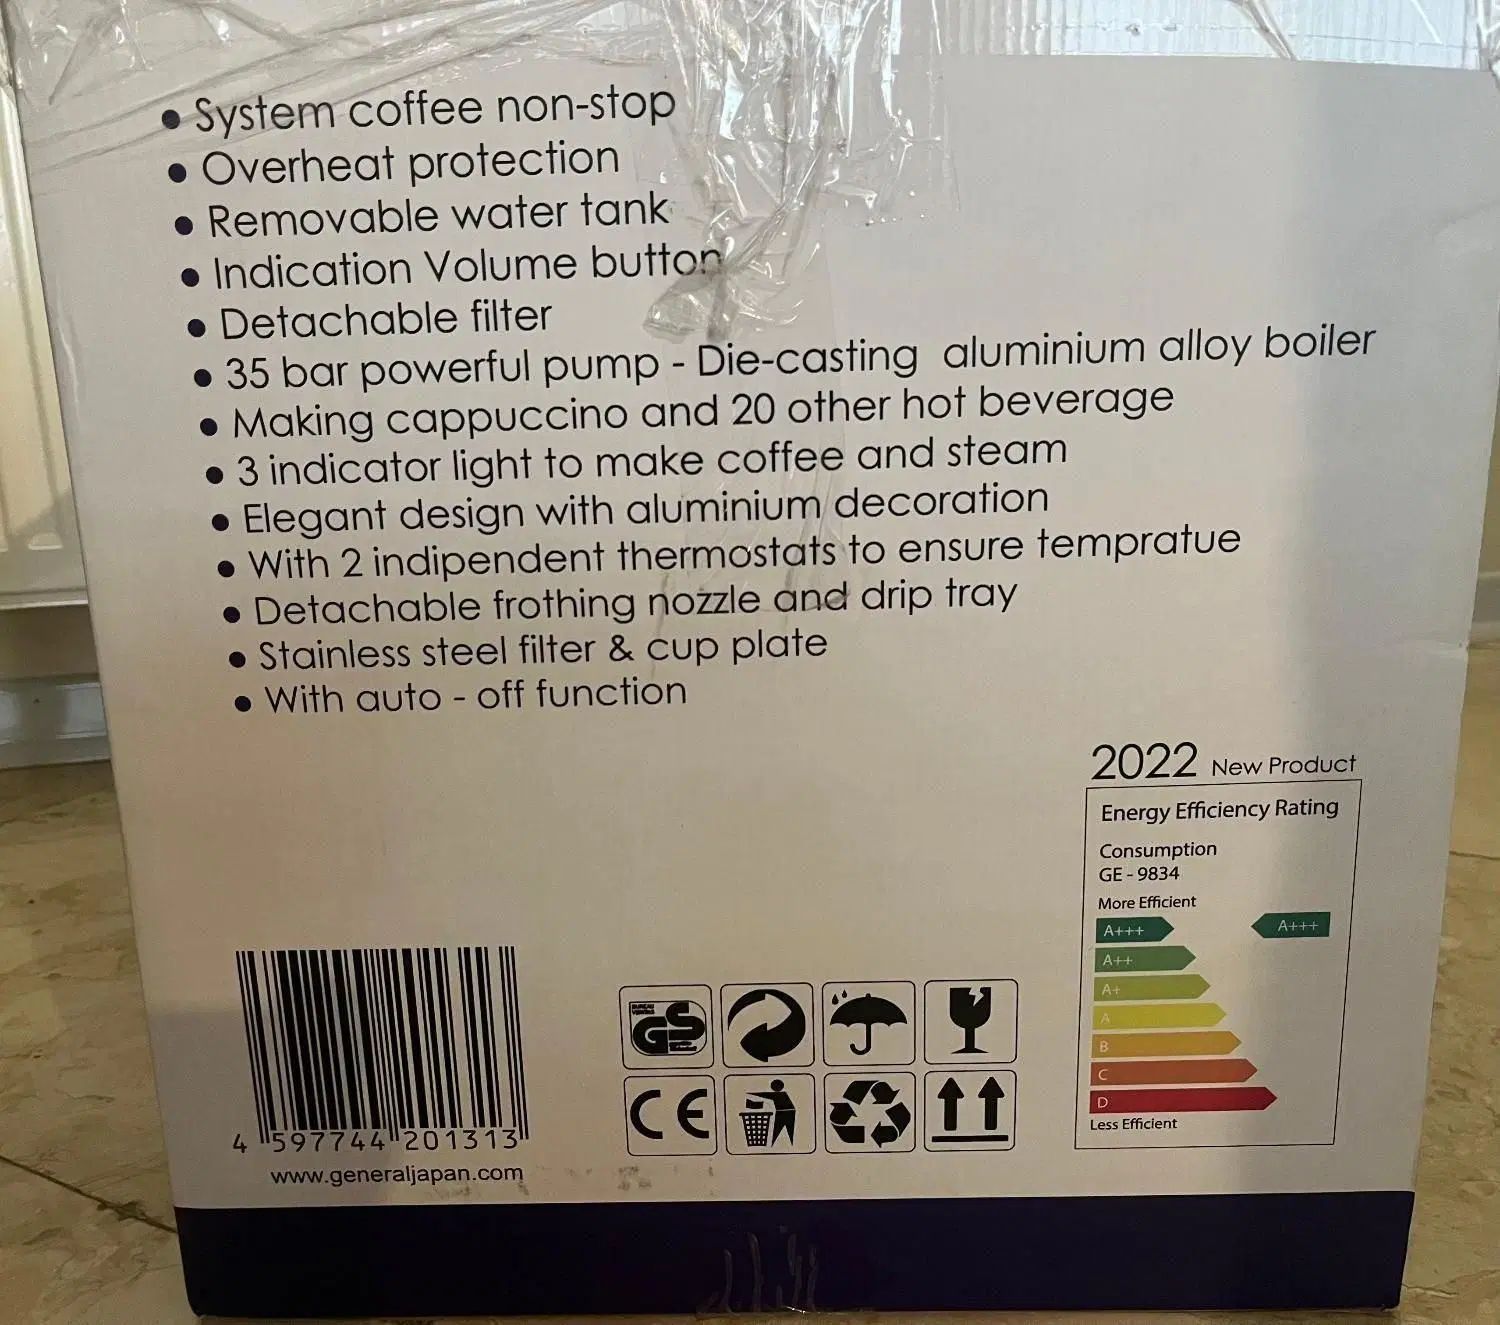 • System coffee non-stop
• Overheat protection
• Removable water tank
• Indication Volume button
• Detachable filter
• 35 bar powerful pump - Die-casting aluminium alloy boiler
• Making cappuccino and 20 other hot beverage
• 3 indicator light to make coffee and steam
• Elegant design with aluminium decoration
• With 2 indipendent thermostats to ensure tempratue
• Detachable frothing nozzle and drip tray
• Stainless steel filter & cup plate
• With auto - off function
2022 New Product
Energy Efficiency Rating
Consumption
GE - 9834
More Efficient
A+++ A+++
A++
A+
A
B
C
D
Less Efficient
GS
CE
4 597744 201313
www.generaljapan.com